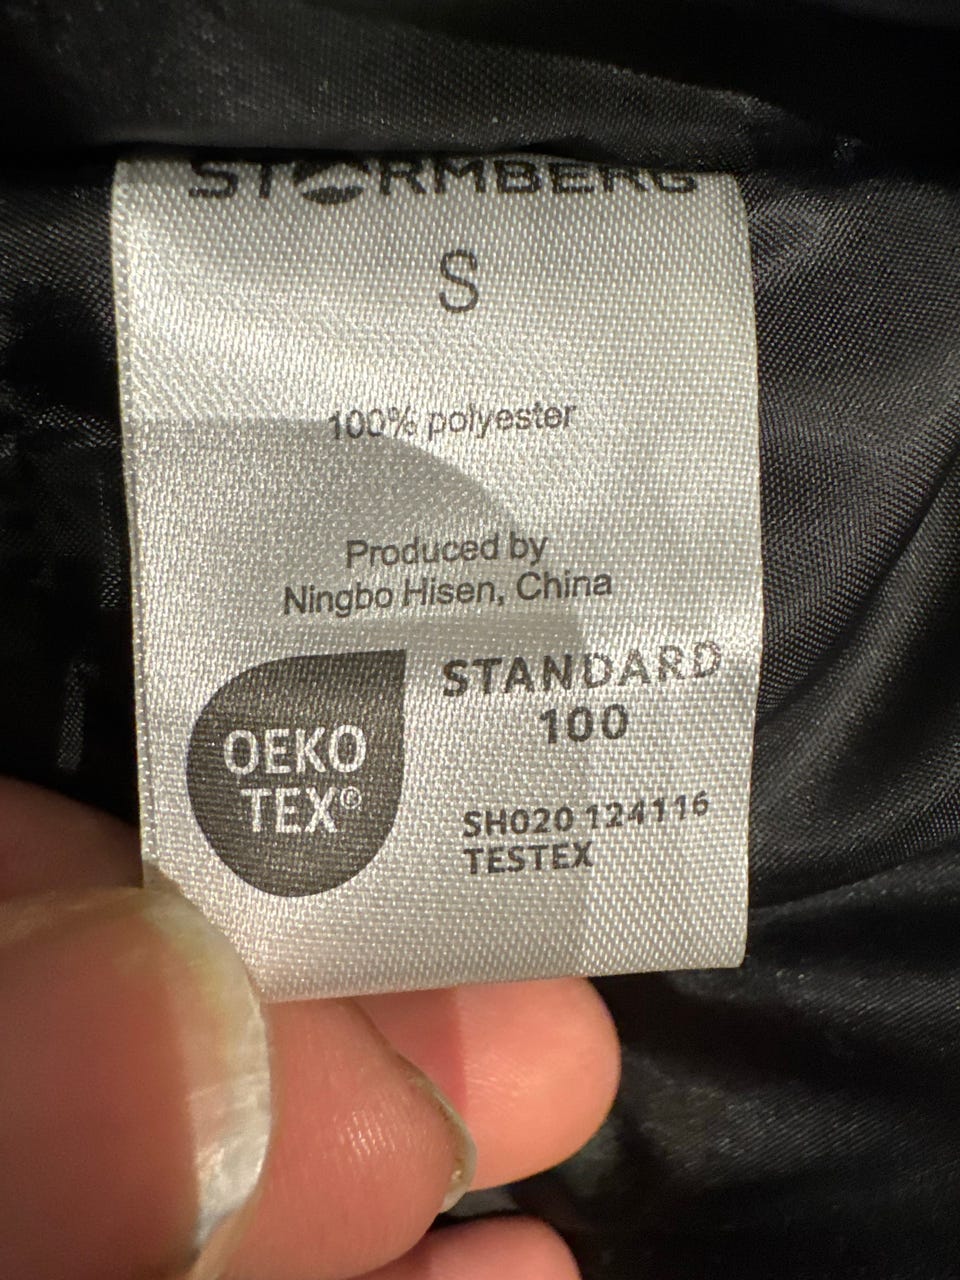 STORMBERG
S
100% polyester
Produced by
Ningbo Hisen, China
OEKO
TEX®
STANDARD
100
SH020 124116
TESTEX